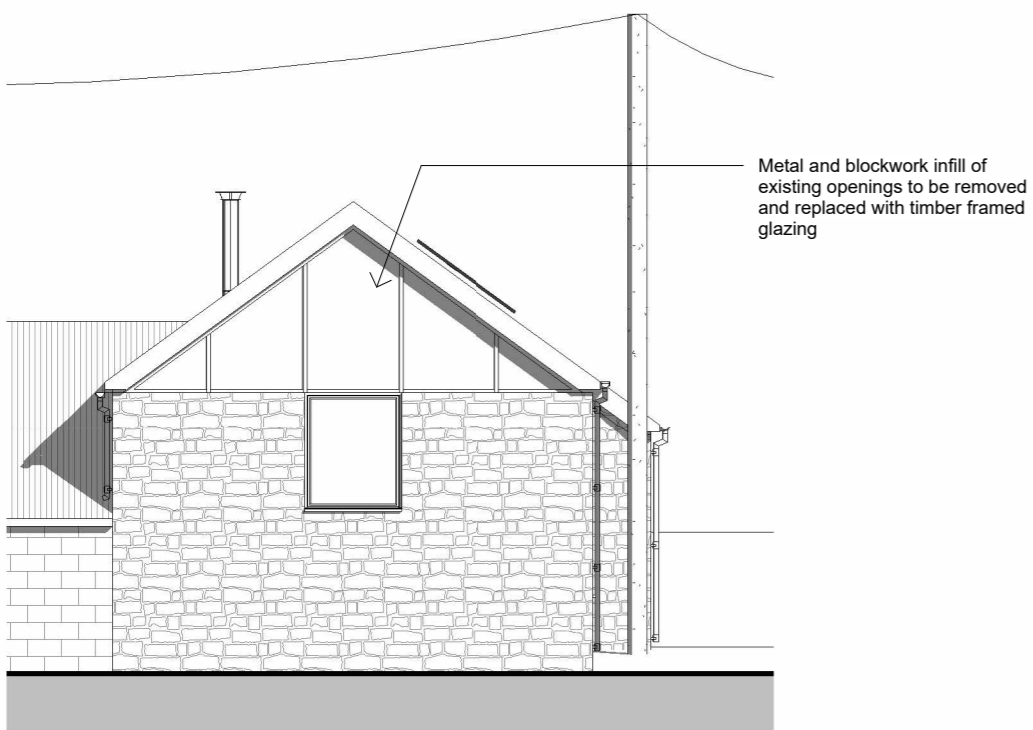 Metal and blockwork infill of
existing openings to be removed
and replaced with timber framed
glazing